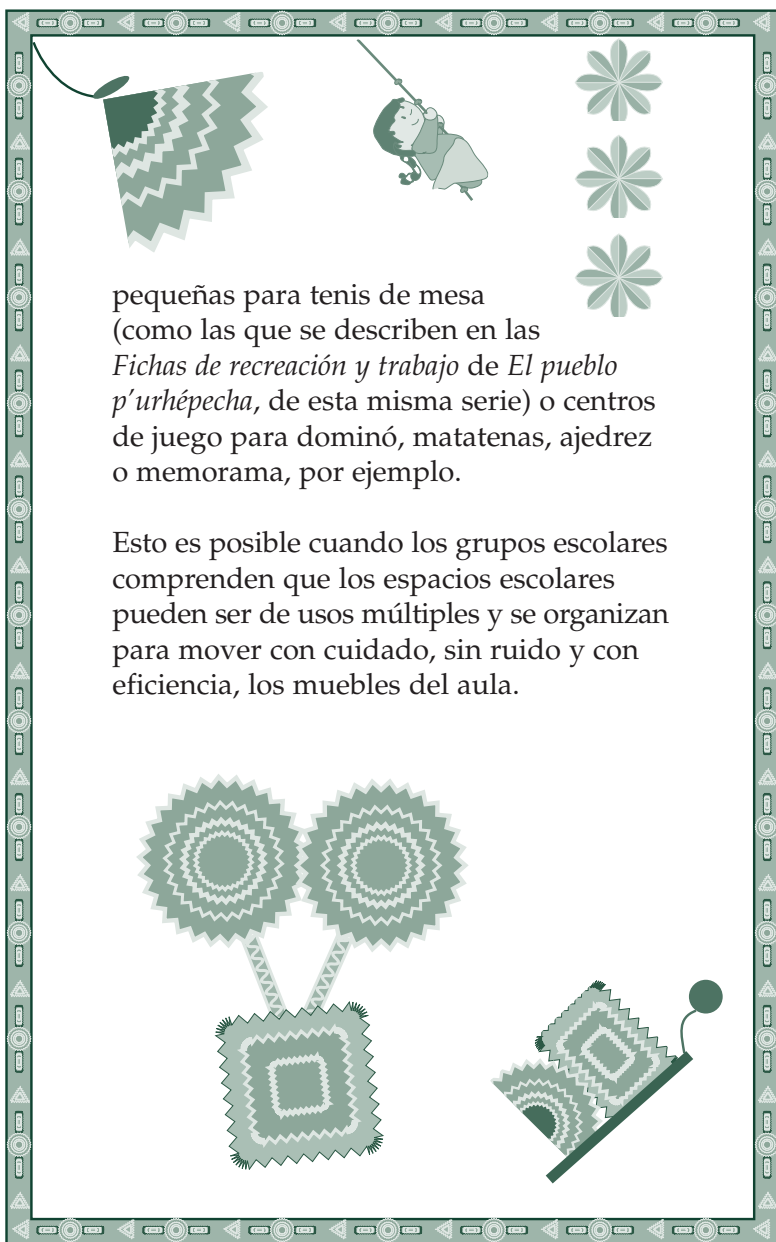 pequeñas para tenis de mesa
(como las que se describen en las
Fichas de recreación y trabajo de El pueblo
p’urhépecha, de esta misma serie) o centros
de juego para dominó, matatenas, ajedrez
o memorama, por ejemplo.
Esto es posible cuando los grupos escolares
comprenden que los espacios escolares
pueden ser de usos múltiples y se organizan
para mover con cuidado, sin ruido y con
eficiencia, los muebles del aula.